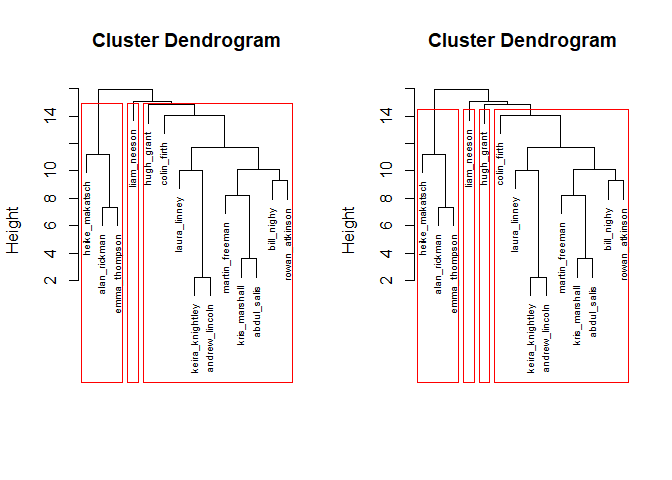 Cluster Dendrogram
Height
14
10
8
6
4
2
heike_makatsch
alan_rickman
emma_thompson
liam_neeson
hugh_grant
colin_firth
laura_linney
keira_knightley
andrew_lincoln
martin_freeman
kris_marshall
abdul_salis
bill_nighy
rowan_atkinson
Cluster Dendrogram
Height
14
10
8
6
4
2
heike_makatsch
alan_rickman
emma_thompson
liam_neeson
hugh_grant
colin_firth
laura_linney
keira_knightley
andrew_lincoln
martin_freeman
kris_marshall
abdul_salis
bill_nighy
rowan_atkinson